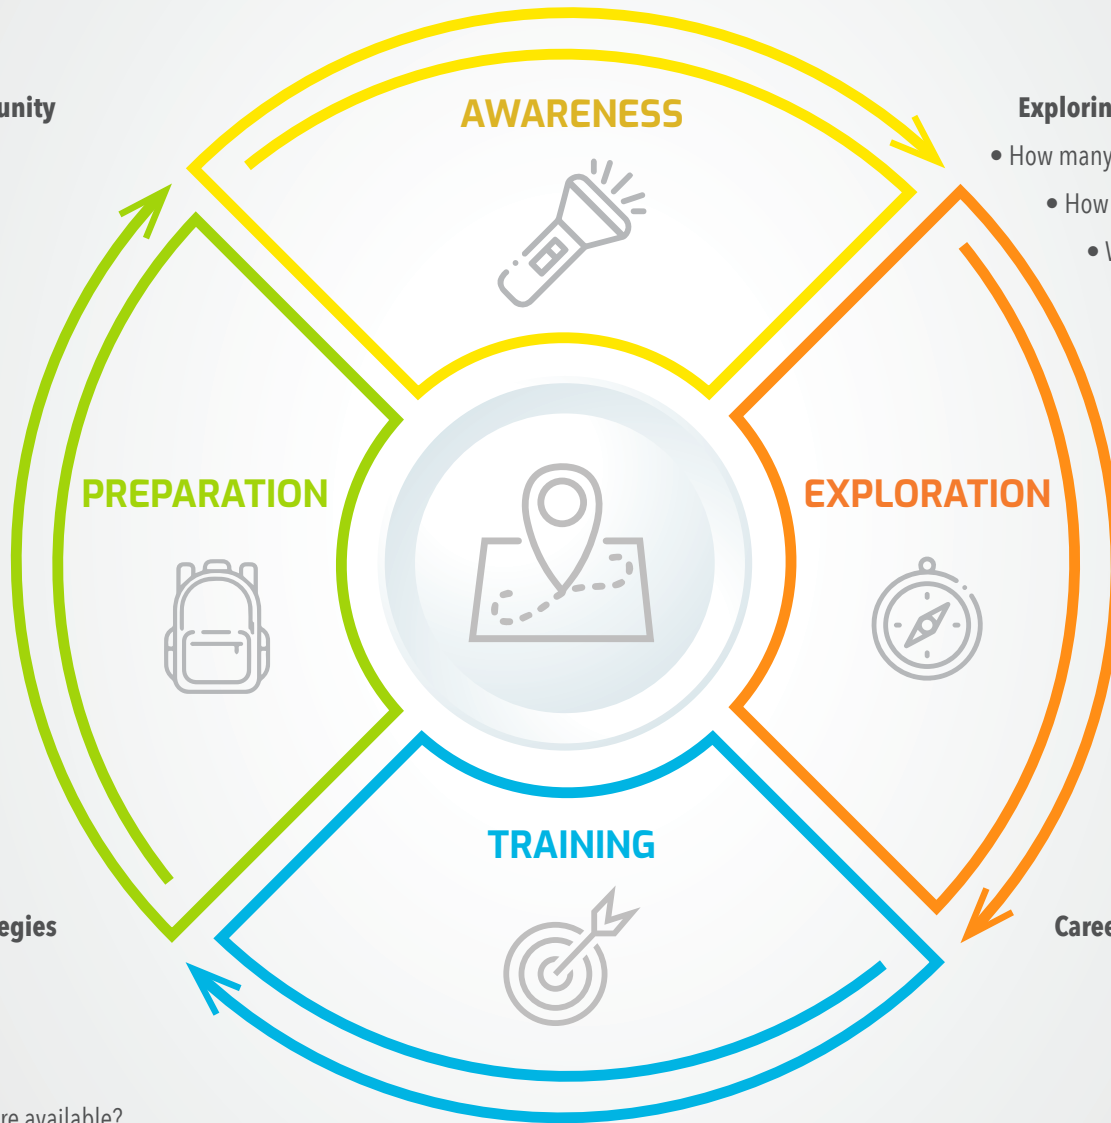 AWARENESS
unity
Explorin
• How many
• How
• V
PREPARATION
EXPLORATION
TRAINING
egies
Caree
re available?